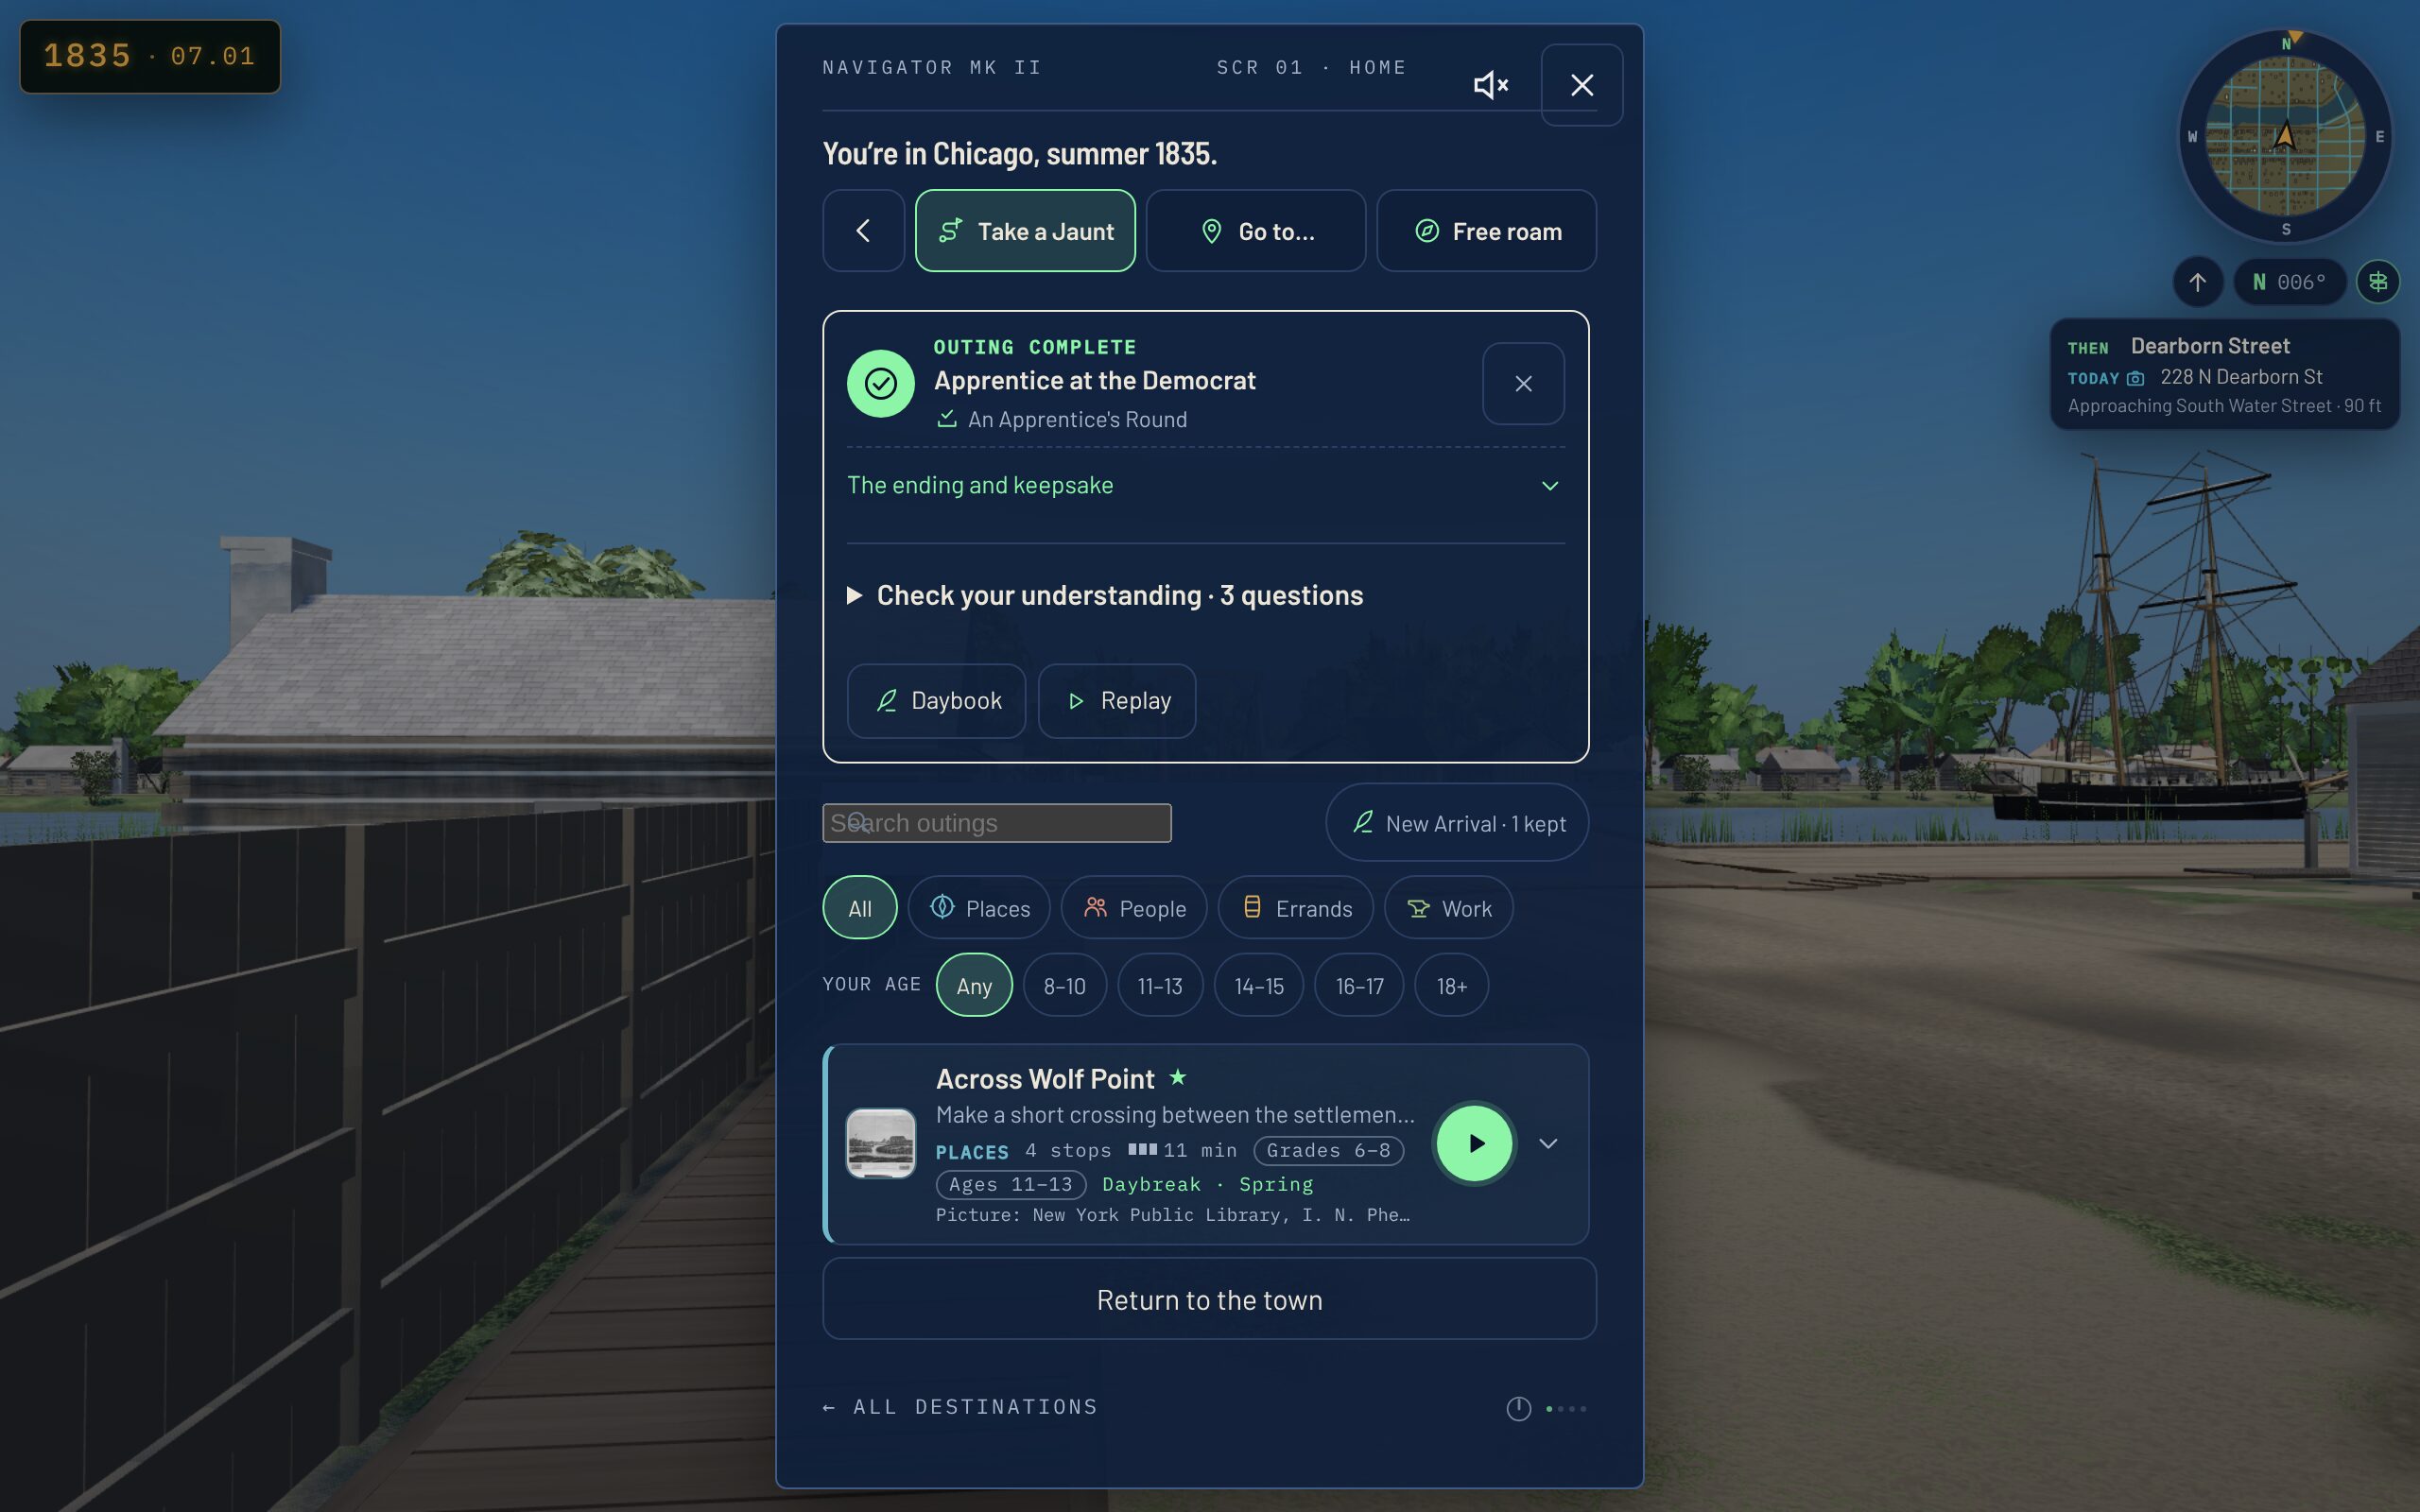 1835 · 07.01
NAVIGATOR MK II
SCR 01 · HOME
You’re in Chicago, summer 1835.
Take a Jaunt
Go to…
Free roam
OUTING COMPLETE
Apprentice at the Democrat
An Apprentice's Round
The ending and keepsake
Check your understanding · 3 questions
Daybook
Replay
Search outings
New Arrival · 1 kept
All
Places
People
Errands
Work
YOUR AGE
Any
8–10
11–13
14–15
16–17
18+
Across Wolf Point ★
Make a short crossing between the settlemen…
PLACES 4 stops 11 min Grades 6–8
Ages 11–13 Daybreak · Spring
Picture: New York Public Library, I. N. Phe…
Return to the town
← ALL DESTINATIONS
N
W
E
S
N 006°
THEN Dearborn Street
TODAY 228 N Dearborn St
Approaching South Water Street · 90 ft